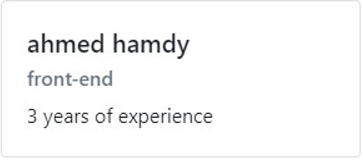 ahmed hamdy
front-end
3 years of experience